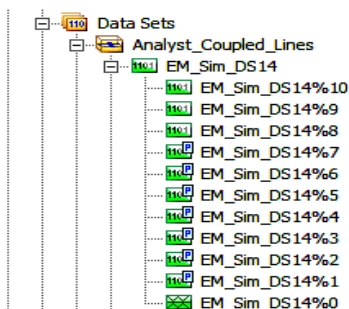 Data Sets
Analyst_Coupled_Lines
EM_Sim_DS14
EM_Sim_DS14%10
EM_Sim_DS14%9
EM_Sim_DS14%8
EM_Sim_DS14%7
EM_Sim_DS14%6
EM_Sim_DS14%5
EM_Sim_DS14%4
EM_Sim_DS14%3
EM_Sim_DS14%2
EM_Sim_DS14%1
EM_Sim_DS14%0